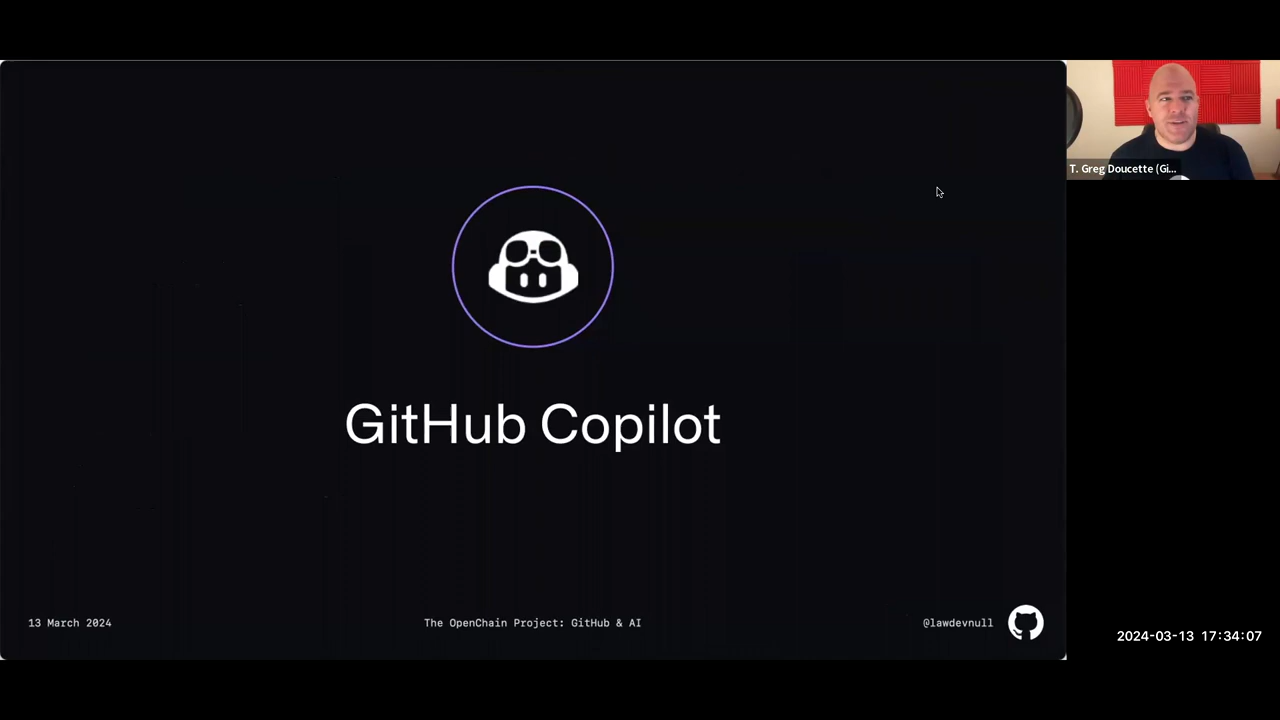 T. Greg Doucette (Gi...
GitHub Copilot
13 March 2024
The OpenChain Project: GitHub & AI
@lawdevnull
2024-03-13 17:34:07